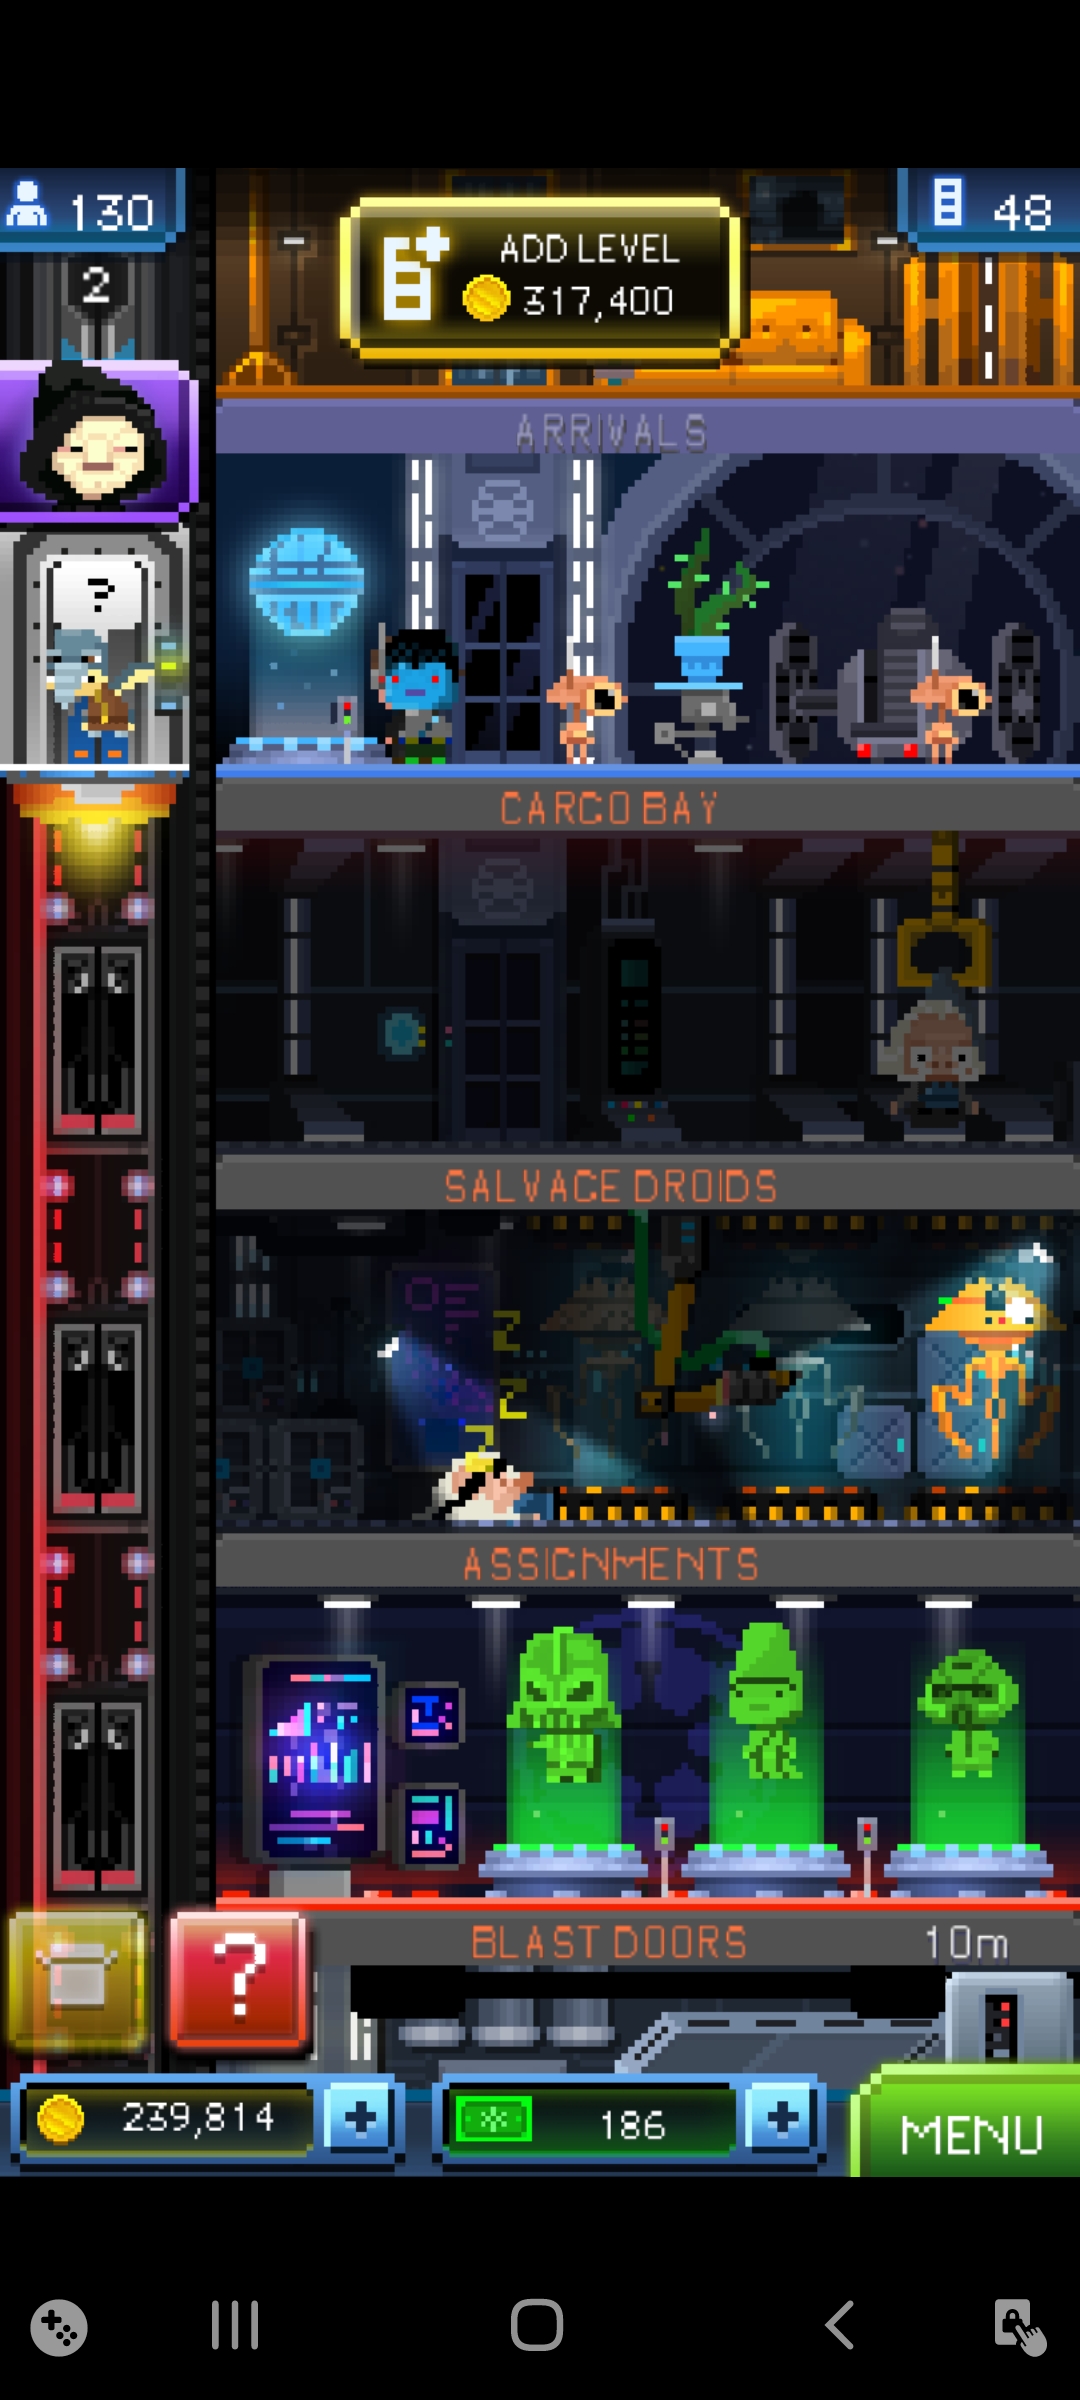 130
48
2
ADD LEVEL
317,400
ARRIVALS
?
CARGO BAY
SALVAGE DROIDS
Z
Z
Z
ASSIGNMENTS
?
BLAST DOORS 10m
239,814 +
186 +
MENU